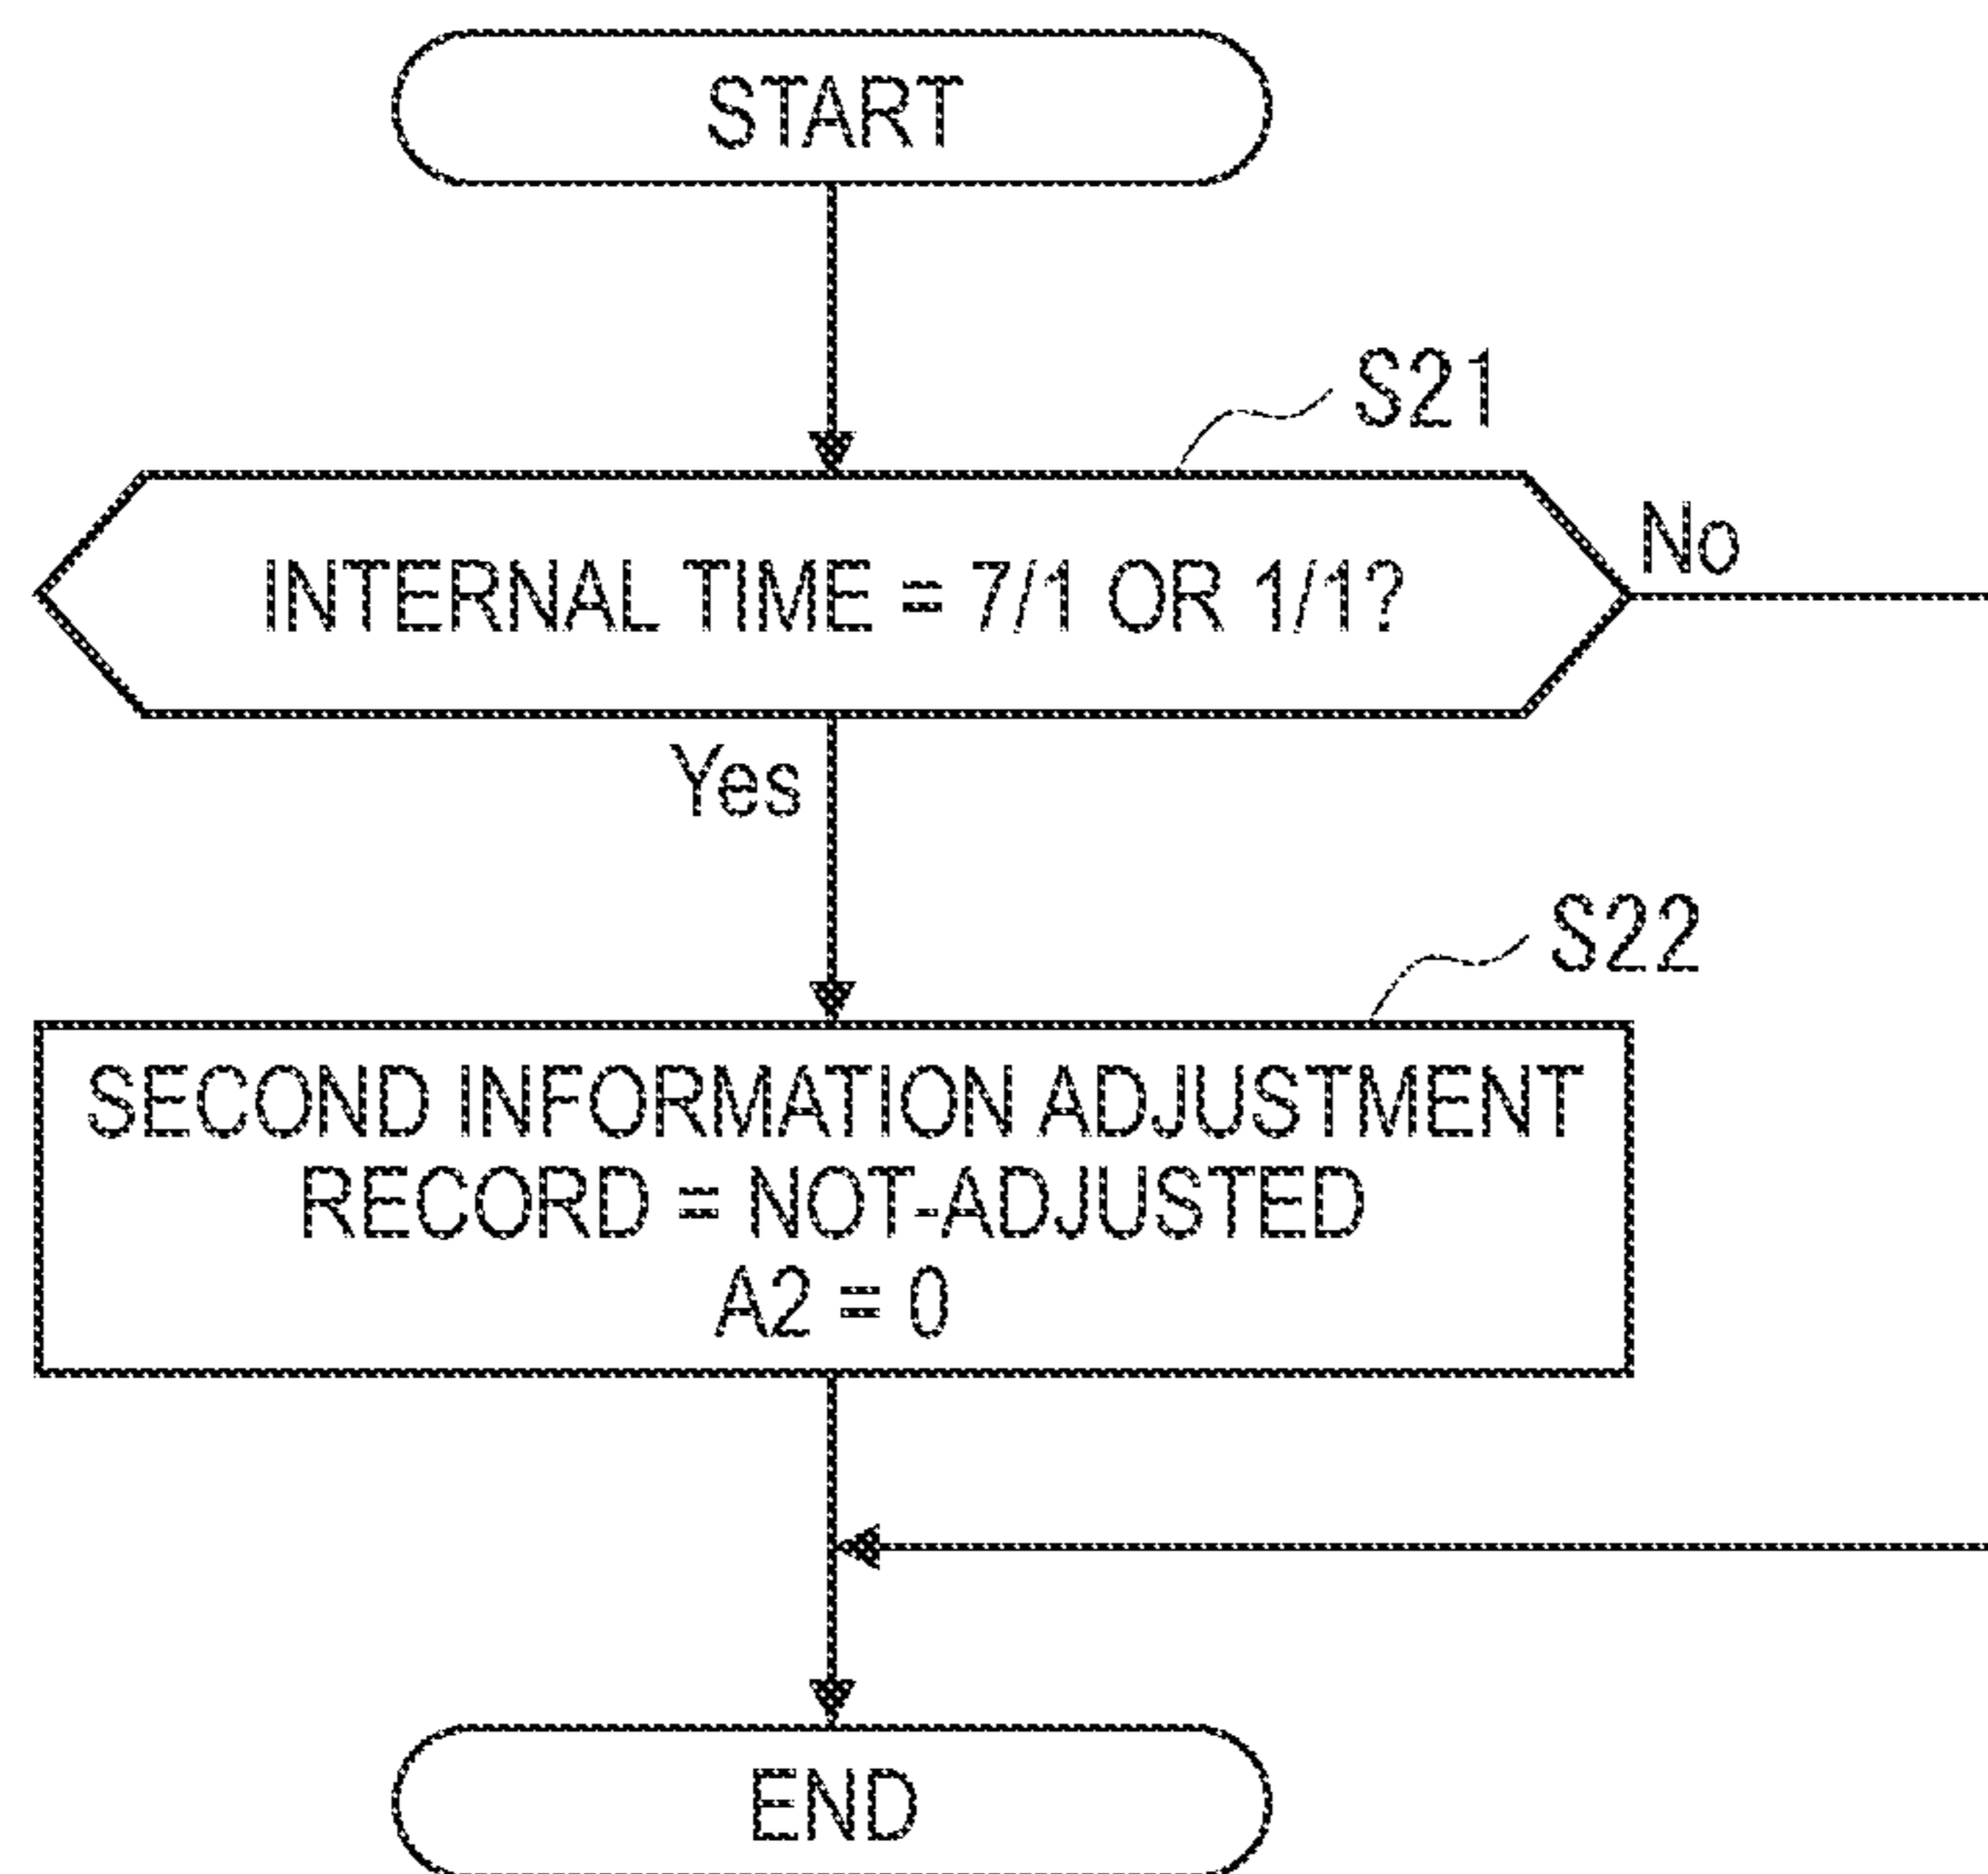 START
S21
INTERNAL TIME = 7/1 OR 1/1?
No
Yes
S22
SECOND INFORMATION ADJUSTMENT
RECORD = NOT-ADJUSTED
A2 = 0
END